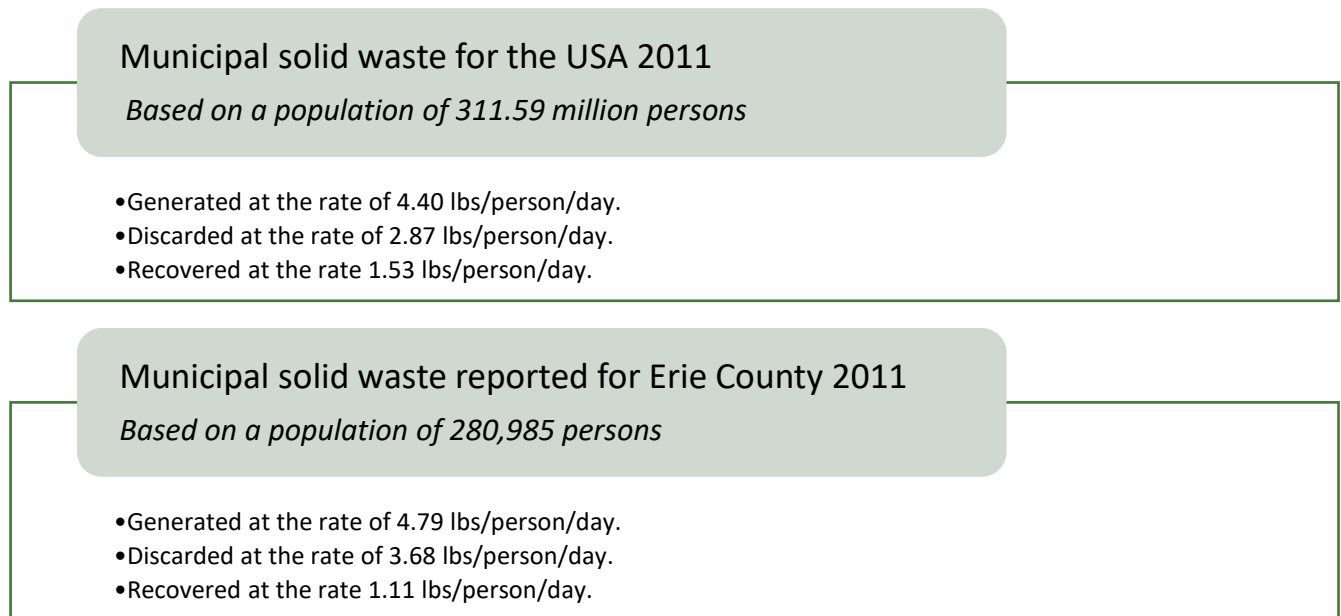 Municipal solid waste for the USA 2011
Based on a population of 311.59 million persons
•Generated at the rate of 4.40 lbs/person/day.
•Discarded at the rate of 2.87 lbs/person/day.
•Recovered at the rate 1.53 lbs/person/day.
Municipal solid waste reported for Erie County 2011
Based on a population of 280,985 persons
•Generated at the rate of 4.79 lbs/person/day.
•Discarded at the rate of 3.68 lbs/person/day.
•Recovered at the rate 1.11 lbs/person/day.